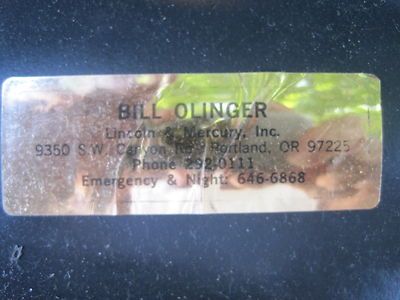 BILL OLINGER
Lincoln & Mercury, Inc.
9350 S.W. Canyon Rd., Portland, OR 97225
Phone 292-0111
Emergency & Night: 646-6868